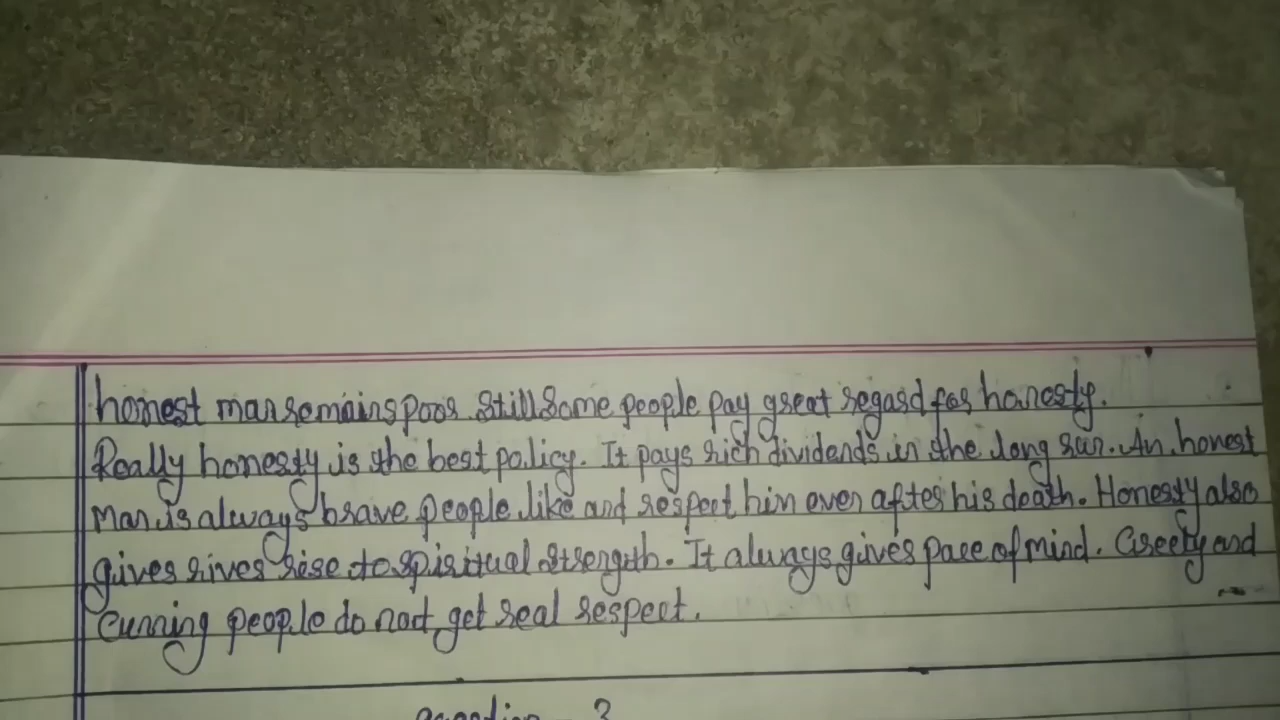 honest man remains poor. Still Some people pay great regard for honesty.
Really honesty is the best policy. It pays rich dividends in the long run. An honest
man is always brave people like and respect him even after his death. Honesty also
gives rives rise to spiritual strength. It always gives pace of mind. Greety and
Cunning people do not get real respect.
question - 3